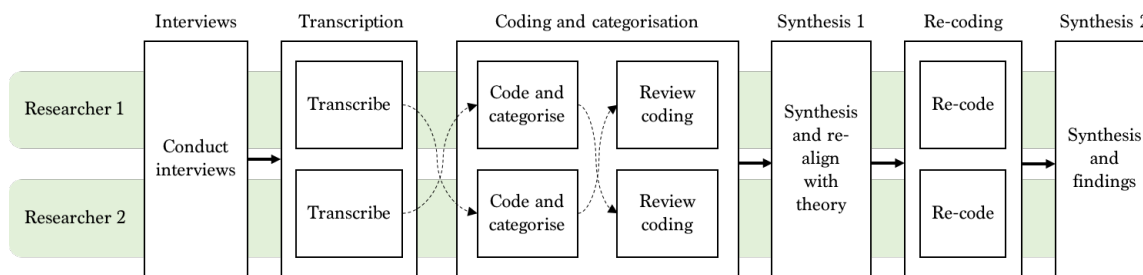 Interviews
Transcription
Coding and categorisation
Synthesis 1
Re-coding
Synthesis
Researcher 1
Researcher 2
Conduct
interviews
Transcribe
Transcribe
Code and
categorise
Code and
categorise
Review
coding
Review
coding
Synthesis
and re-
align
with
theory
Re-code
Re-code
Synthesis
and
findings